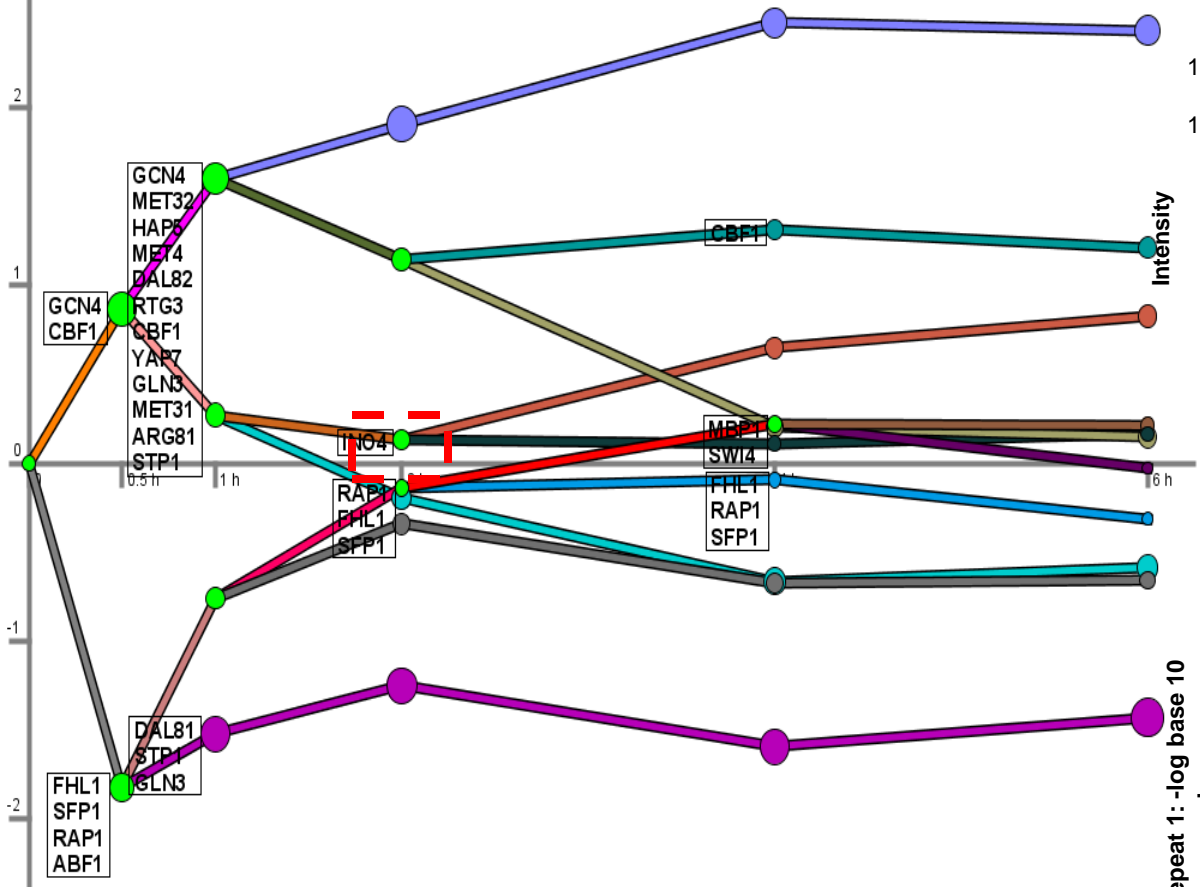 2
1
0
-1
-2
0.5 h
1 h
6 h
GCN4
CBF1
GCN4
MET32
HAP5
MET4
DAL82
RTG3
CBF1
YAP7
GLN3
MET31
ARG81
STP1
FHL1
SFP1
RAP1
ABF1
DAL81
STP1
GLN3
INO4
RAP1
FHL1
SFP1
CBF1
MBP1
SWI4
FHL1
RAP1
SFP1
1
1
Intensity
epeat 1: -log base 10